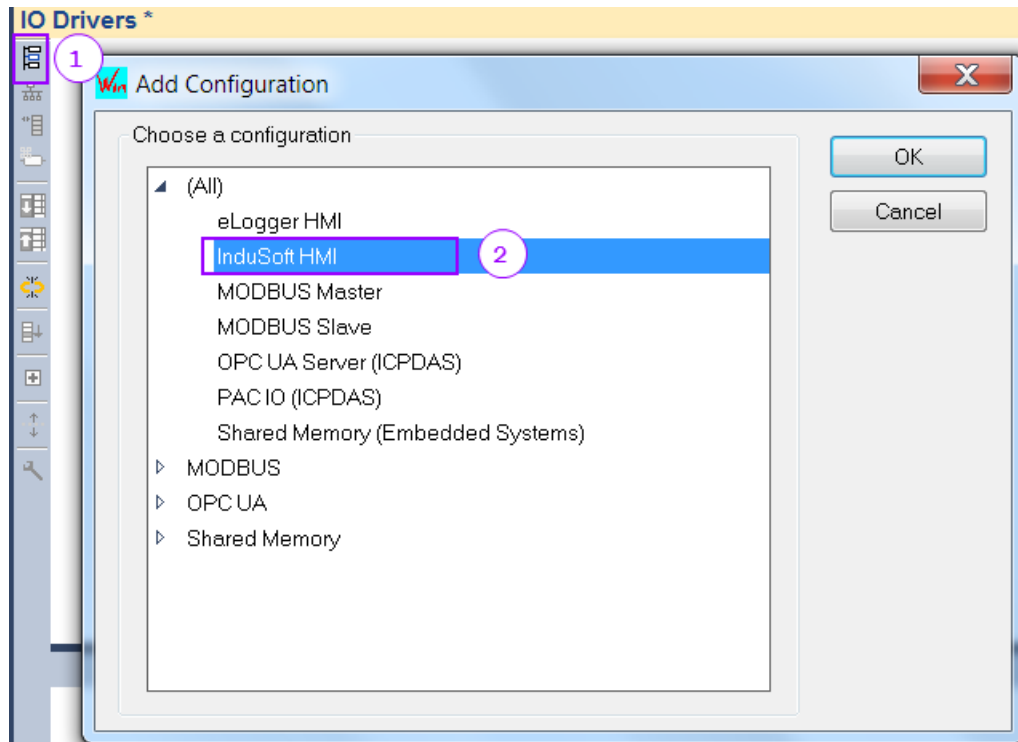 IO Drivers *
1
Win Add Configuration
X
Choose a configuration
OK
(All)
Cancel
eLogger HMI
InduSoft HMI
2
MODBUS Master
MODBUS Slave
OPC UA Server (ICPDAS)
PAC IO (ICPDAS)
Shared Memory (Embedded Systems)
MODBUS
OPC UA
Shared Memory